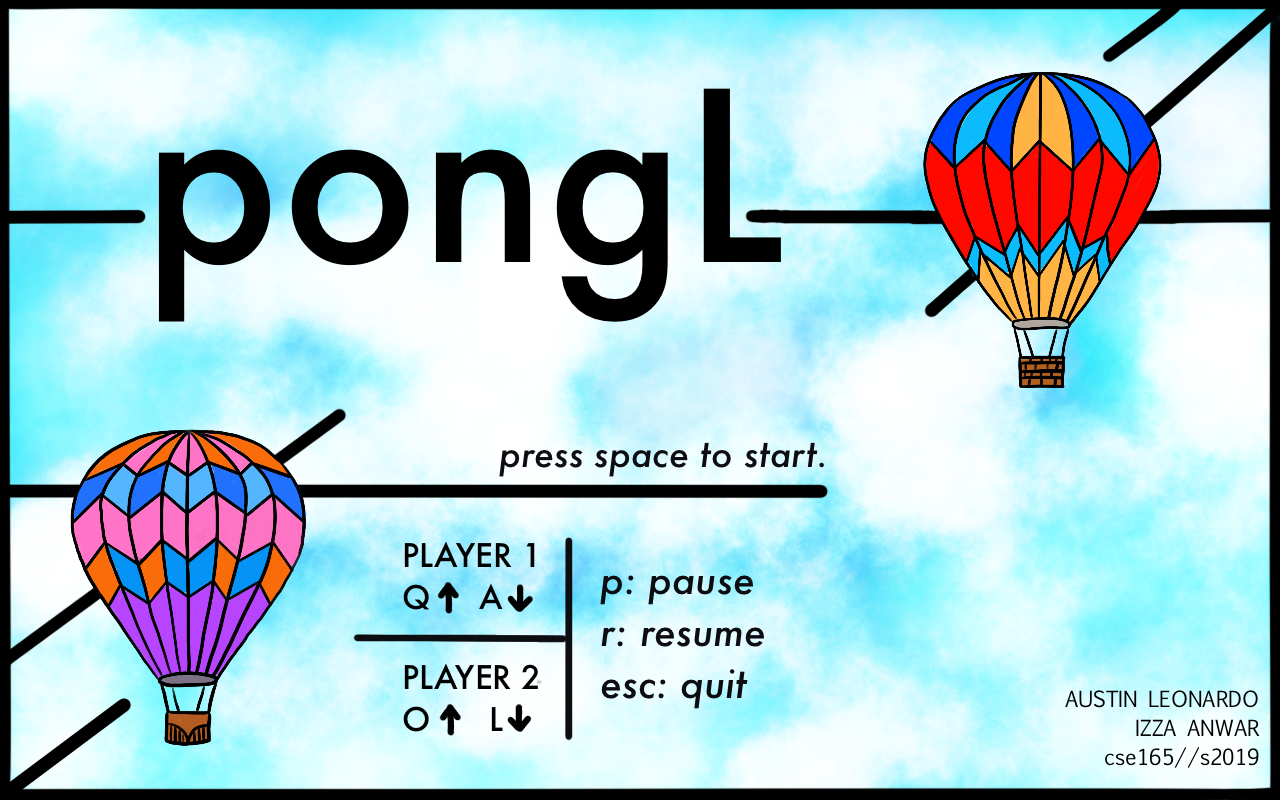 pongL
press space to start.
PLAYER 1
Q↑ A↓
PLAYER 2
O↑ L↓
p: pause
r: resume
esc: quit
AUSTIN LEONARDO
IZZA ANWAR
cse165//s2019